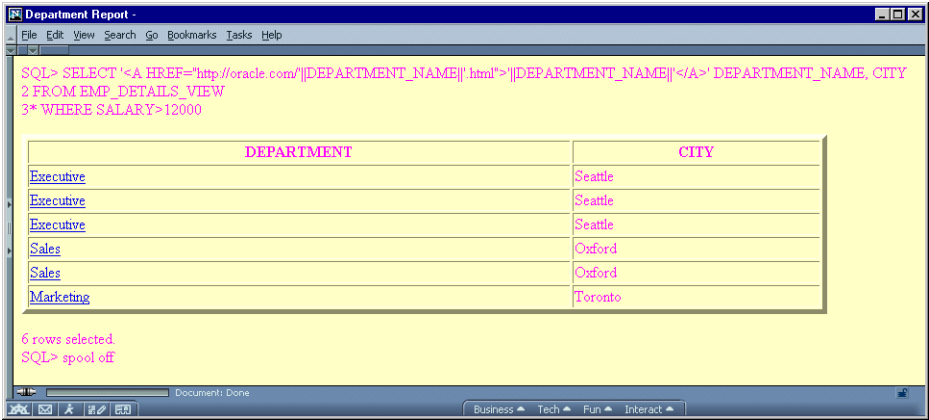 Department Report -
File Edit View Search Go Bookmarks Tasks Help
SQL> SELECT '<A HREF="http://oracle.com/'||DEPARTMENT_NAME||'.html">'||DEPARTMENT_NAME||'</A>' DEPARTMENT_NAME, CITY
2 FROM EMP_DETAILS_VIEW
3* WHERE SALARY>12000
DEPARTMENT CITY
Executive Seattle
Executive Seattle
Executive Seattle
Sales Oxford
Sales Oxford
Marketing Toronto
6 rows selected.
SQL> spool off
Document: Done
Business Tech Fun Interact